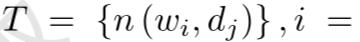 T = {n (w_i, d_j)} , i =